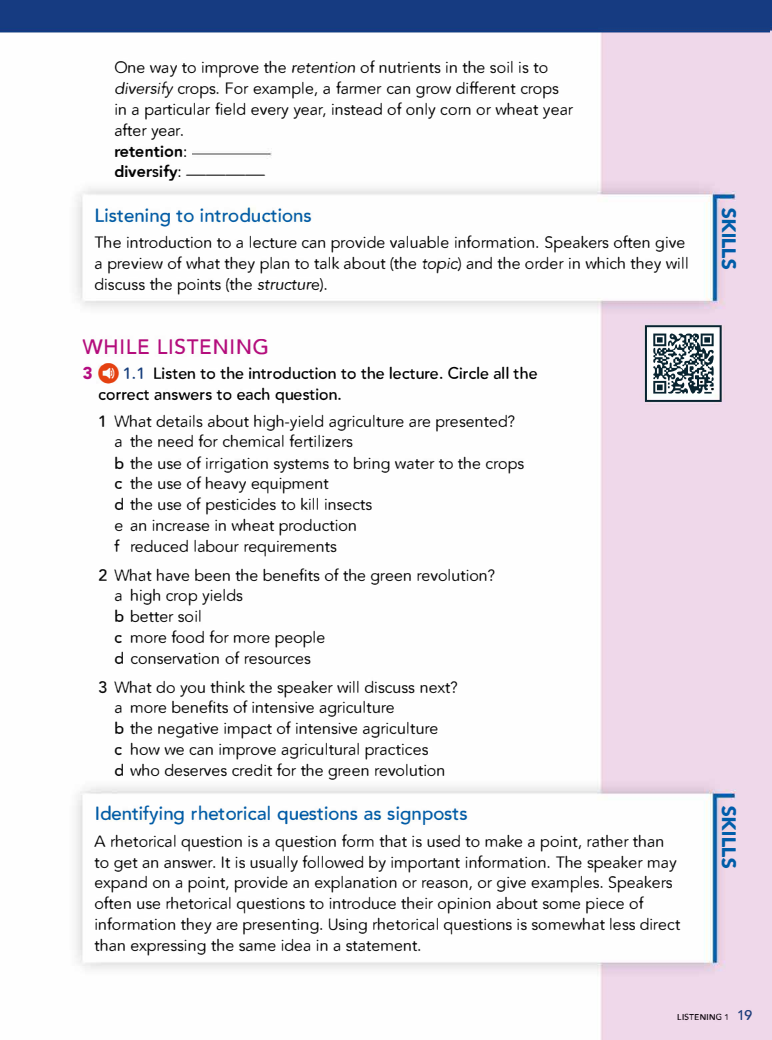 One way to improve the retention of nutrients in the soil is to
diversify crops. For example, a farmer can grow different crops
in a particular field every year, instead of only corn or wheat year
after year.
retention:
diversify:
Listening to introductions
The introduction to a lecture can provide valuable information. Speakers often give
a preview of what they plan to talk about (the topic) and the order in which they will
discuss the points (the structure).
SKILLS
WHILE LISTENING
3 1.1 Listen to the introduction to the lecture. Circle all the
correct answers to each question.
1 What details about high-yield agriculture are presented?
a the need for chemical fertilizers
b the use of irrigation systems to bring water to the crops
c the use of heavy equipment
d the use of pesticides to kill insects
e an increase in wheat production
f reduced labour requirements
2 What have been the benefits of the green revolution?
a high crop yields
b better soil
c more food for more people
d conservation of resources
3 What do you think the speaker will discuss next?
a more benefits of intensive agriculture
b the negative impact of intensive agriculture
c how we can improve agricultural practices
d who deserves credit for the green revolution
Identifying rhetorical questions as signposts
A rhetorical question is a question form that is used to make a point, rather than
to get an answer. It is usually followed by important information. The speaker may
expand on a point, provide an explanation or reason, or give examples. Speakers
often use rhetorical questions to introduce their opinion about some piece of
information they are presenting. Using rhetorical questions is somewhat less direct
than expressing the same idea in a statement.
SKILLS
LISTENING 1 19